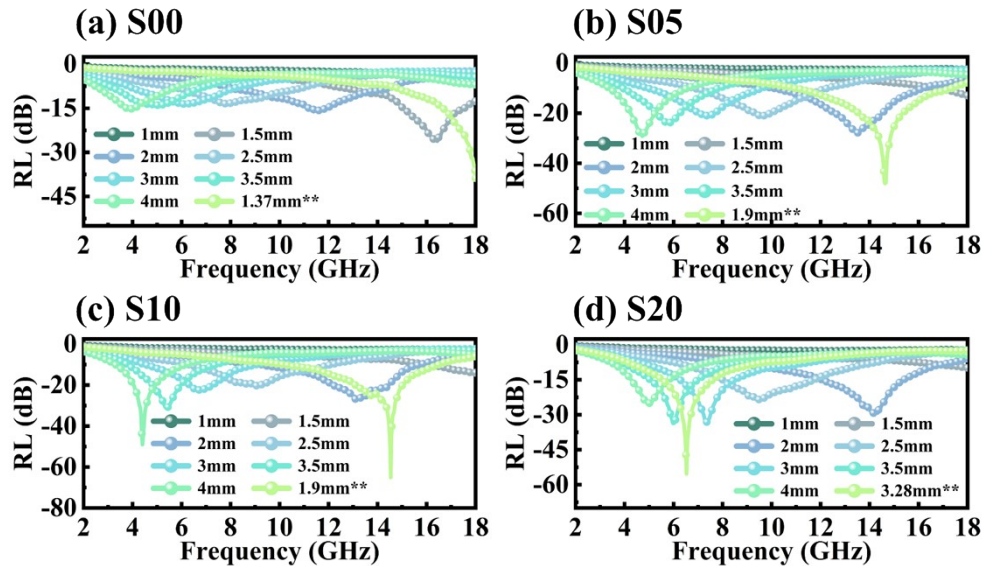 (a) S00
RL (dB)
0
-15
-30
-45
1mm 1.5mm
2mm 2.5mm
3mm 3.5mm
4mm 1.37mm**
2 4 6 8 10 12 14 16 18
Frequency (GHz)
(b) S05
RL (dB)
0
-20
-40
-60
1mm 1.5mm
2mm 2.5mm
3mm 3.5mm
4mm 1.9mm**
2 4 6 8 10 12 14 16 18
Frequency (GHz)
(c) S10
RL (dB)
0
-20
-40
-60
-80
1mm 1.5mm
2mm 2.5mm
3mm 3.5mm
4mm 1.9mm**
2 4 6 8 10 12 14 16 18
Frequency (GHz)
(d) S20
RL (dB)
0
-15
-30
-45
-60
1mm 1.5mm
2mm 2.5mm
3mm 3.5mm
4mm 3.28mm**
2 4 6 8 10 12 14 16 18
Frequency (GHz)